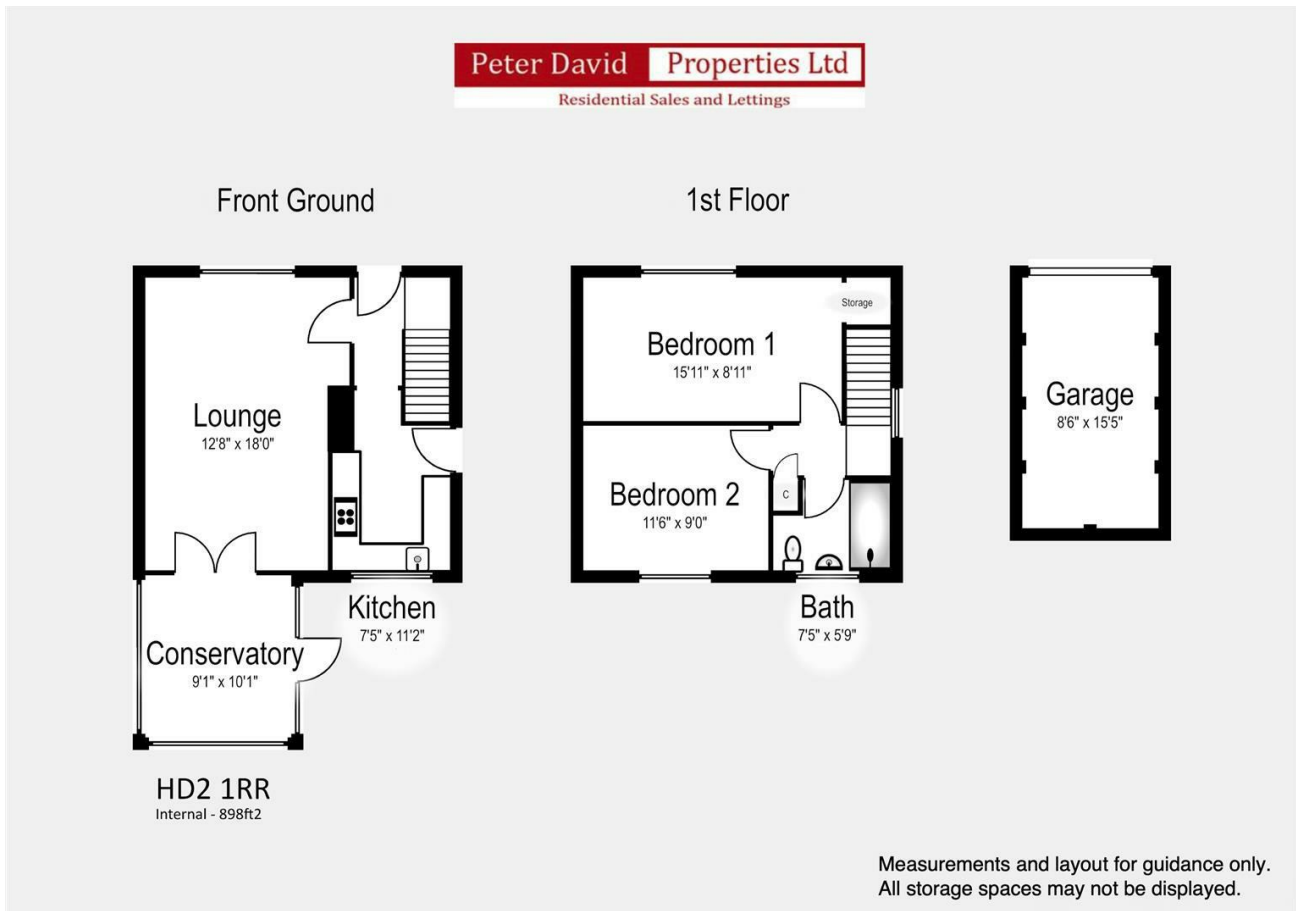 Peter David Properties Ltd
Residential Sales and Lettings
Front Ground
1st Floor
Lounge
12'8" x 18'0"
Kitchen
7'5" x 11'2"
Conservatory
9'1" x 10'1"
Storage
Bedroom 1
15'11" x 8'11"
Bedroom 2
11'6" x 9'0"
C
Bath
7'5" x 5'9"
Garage
8'6" x 15'5"
HD2 1RR
Internal - 898ft2
Measurements and layout for guidance only.
All storage spaces may not be displayed.